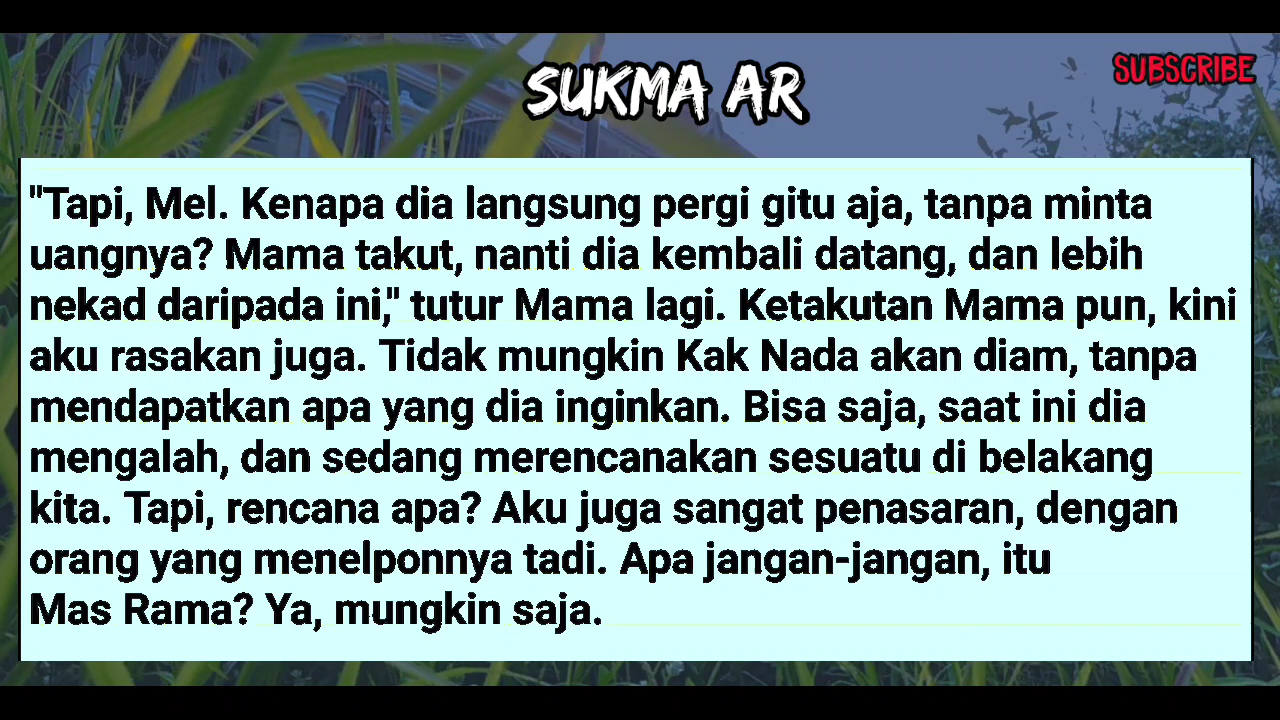 SUKMA AR
SUBSCRIBE
"Tapi, Mel. Kenapa dia langsung pergi gitu aja, tanpa minta
uangnya? Mama takut, nanti dia kembali datang, dan lebih
nekad daripada ini," tutur Mama lagi. Ketakutan Mama pun, kini
aku rasakan juga. Tidak mungkin Kak Nada akan diam, tanpa
mendapatkan apa yang dia inginkan. Bisa saja, saat ini dia
mengalah, dan sedang merencanakan sesuatu di belakang
kita. Tapi, rencana apa? Aku juga sangat penasaran, dengan
orang yang menelponnya tadi. Apa jangan-jangan, itu
Mas Rama? Ya, mungkin saja.